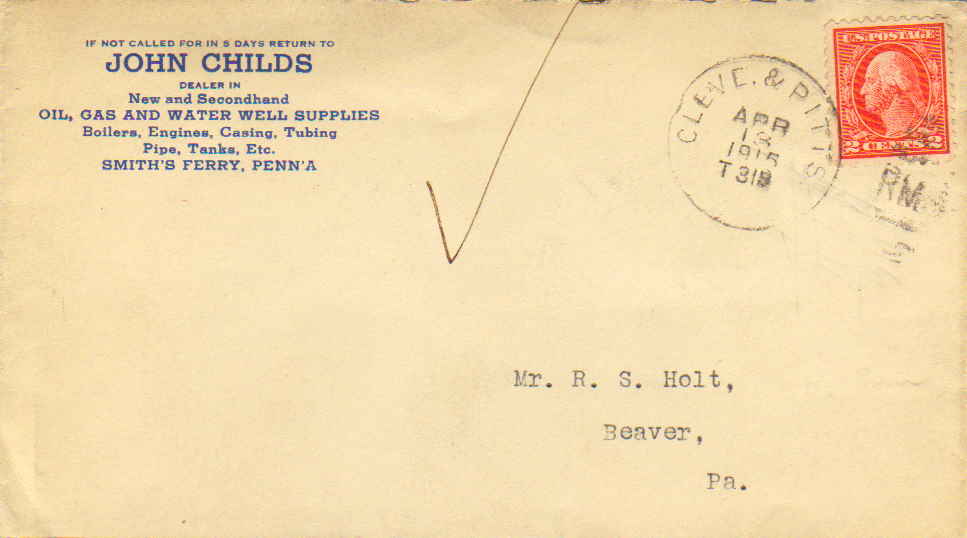 IF NOT CALLED FOR IN 5 DAYS RETURN TO
JOHN CHILDS
DEALER IN
New and Secondhand
OIL, GAS AND WATER WELL SUPPLIES
Boilers, Engines, Casing, Tubing
Pipe, Tanks, Etc.
SMITH'S FERRY, PENN'A
CLEVE. & PITTS
APR
1915
U.S. POSTAGE
2 CENTS 2
RM
Mr. R. S. Holt,
Beaver,
Pa.